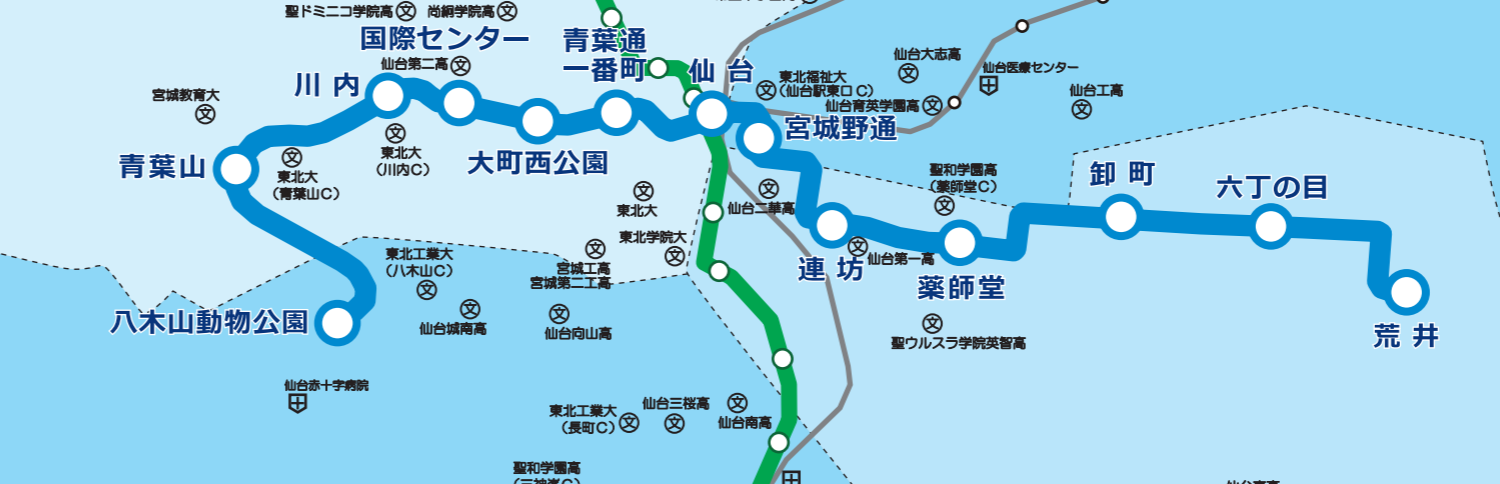 聖ドミニコ学院高
尚絅学院高
国際センター
青葉通
一番町
仙台
仙台第二高
川内
宮城教育大
東北福祉大
(仙台駅東口C)
仙台大志高
仙台医療センター
仙台育英学園高
仙台工高
宮城野通
青葉山
東北大
(川内C)
大町西公園
東北大
(青葉山C)
聖和学園高
(薬師堂C)
卸町
六丁の目
東北大
仙台二華高
東北学院大
東北工業大
(八木山C)
宮城工高
宮城第二工高
連坊
仙台第一高
薬師堂
八木山動物公園
仙台城南高
仙台向山高
聖ウルスラ学院英智高
荒井
仙台赤十字病院
東北工業大
(長町C)
仙台三桜高
仙台南高
聖和学園高